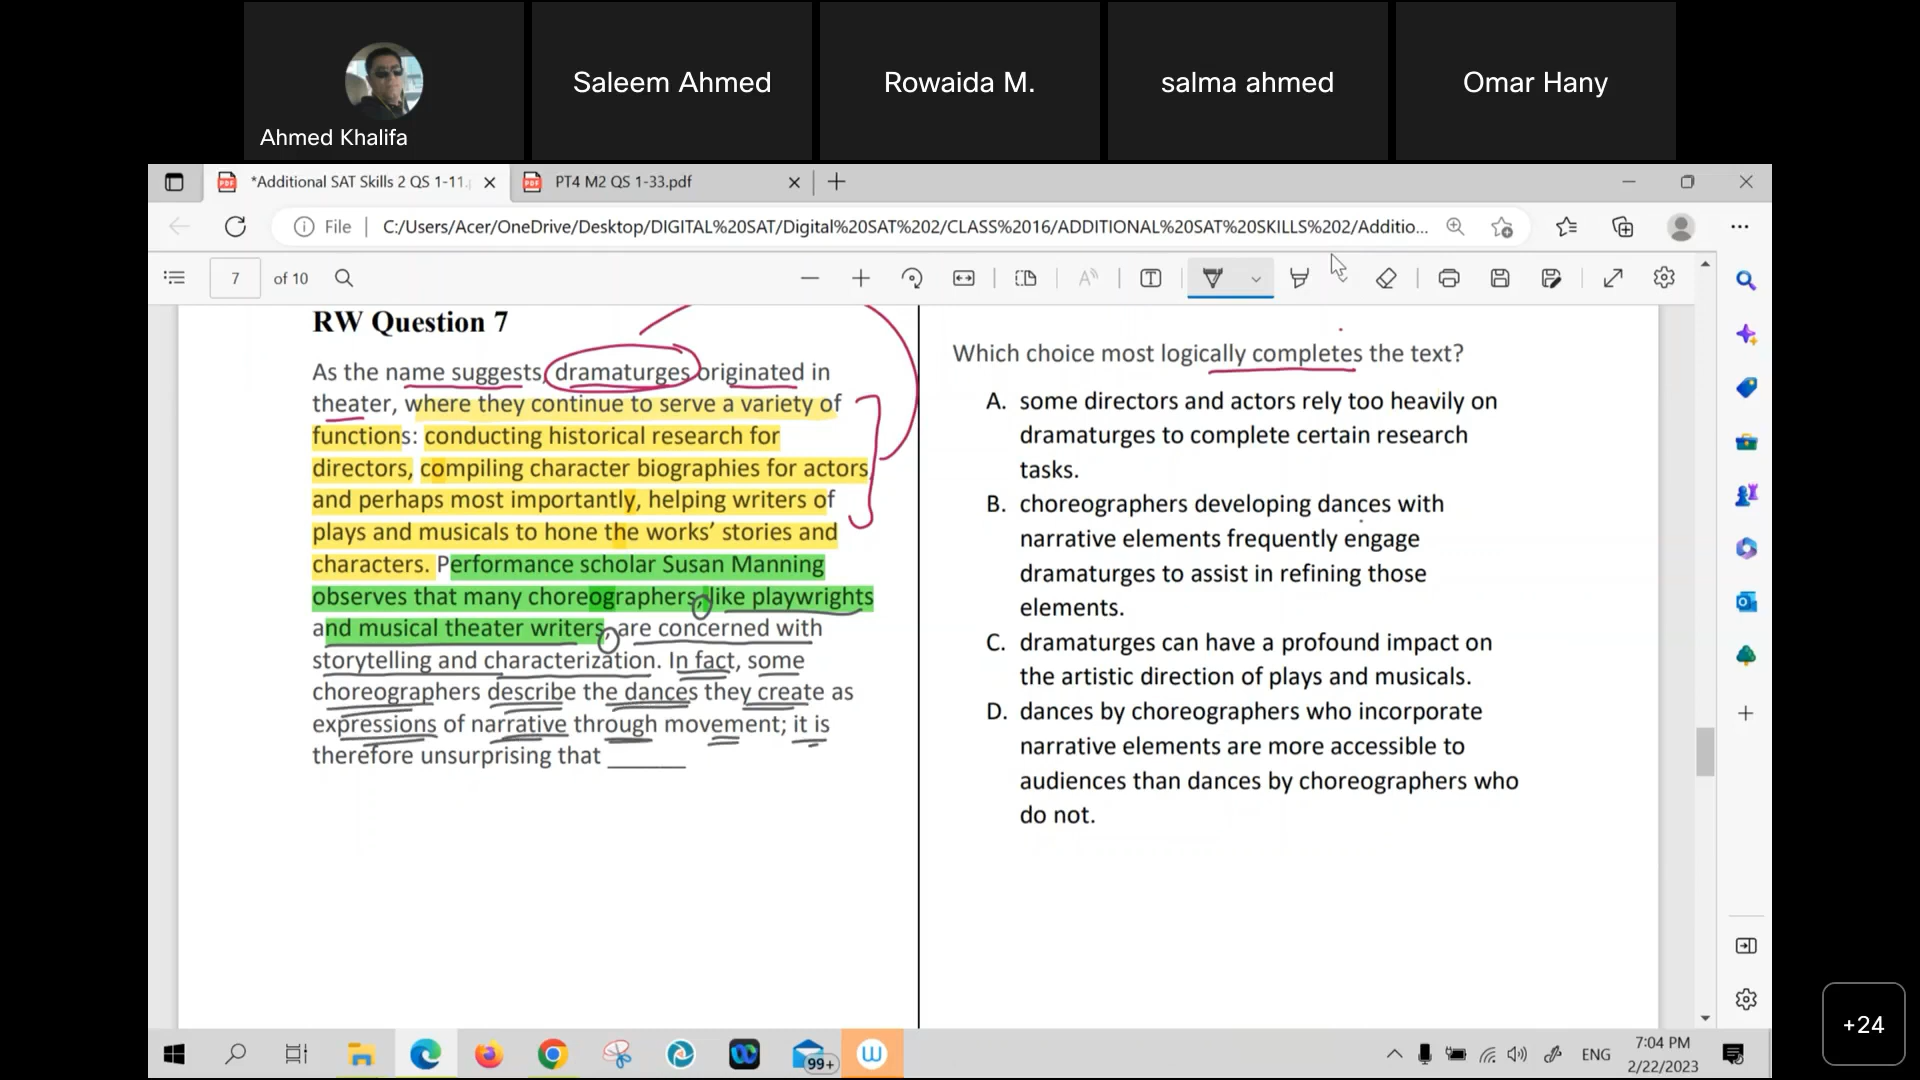 Ahmed Khalifa
Saleem Ahmed
Rowaida M.
salma ahmed
Omar Hany
*Additional SAT Skills 2 QS 1-11.
PT4 M2 QS 1-33.pdf
File
C:/Users/Acer/OneDrive/Desktop/DIGITAL%20SAT/Digital%20SAT%202/CLASS%2016/ADDITIONAL%20SAT%20SKILLS%202/Additio...
7 of 10
RW Question 7
As the name suggests, dramaturges originated in
theater, where they continue to serve a variety of
functions: conducting historical research for
directors, compiling character biographies for actors,
and perhaps most importantly, helping writers of
plays and musicals to hone the works’ stories and
characters. Performance scholar Susan Manning
observes that many choreographers, like playwrights
and musical theater writers, are concerned with
storytelling and characterization. In fact, some
choreographers describe the dances they create as
expressions of narrative through movement; it is
therefore unsurprising that ______
Which choice most logically completes the text?
A. some directors and actors rely too heavily on
dramaturges to complete certain research
tasks.
B. choreographers developing dances with
narrative elements frequently engage
dramaturges to assist in refining those
elements.
C. dramaturges can have a profound impact on
the artistic direction of plays and musicals.
D. dances by choreographers who incorporate
narrative elements are more accessible to
audiences than dances by choreographers who
do not.
+24
99+
ENG
7:04 PM
2/22/2023